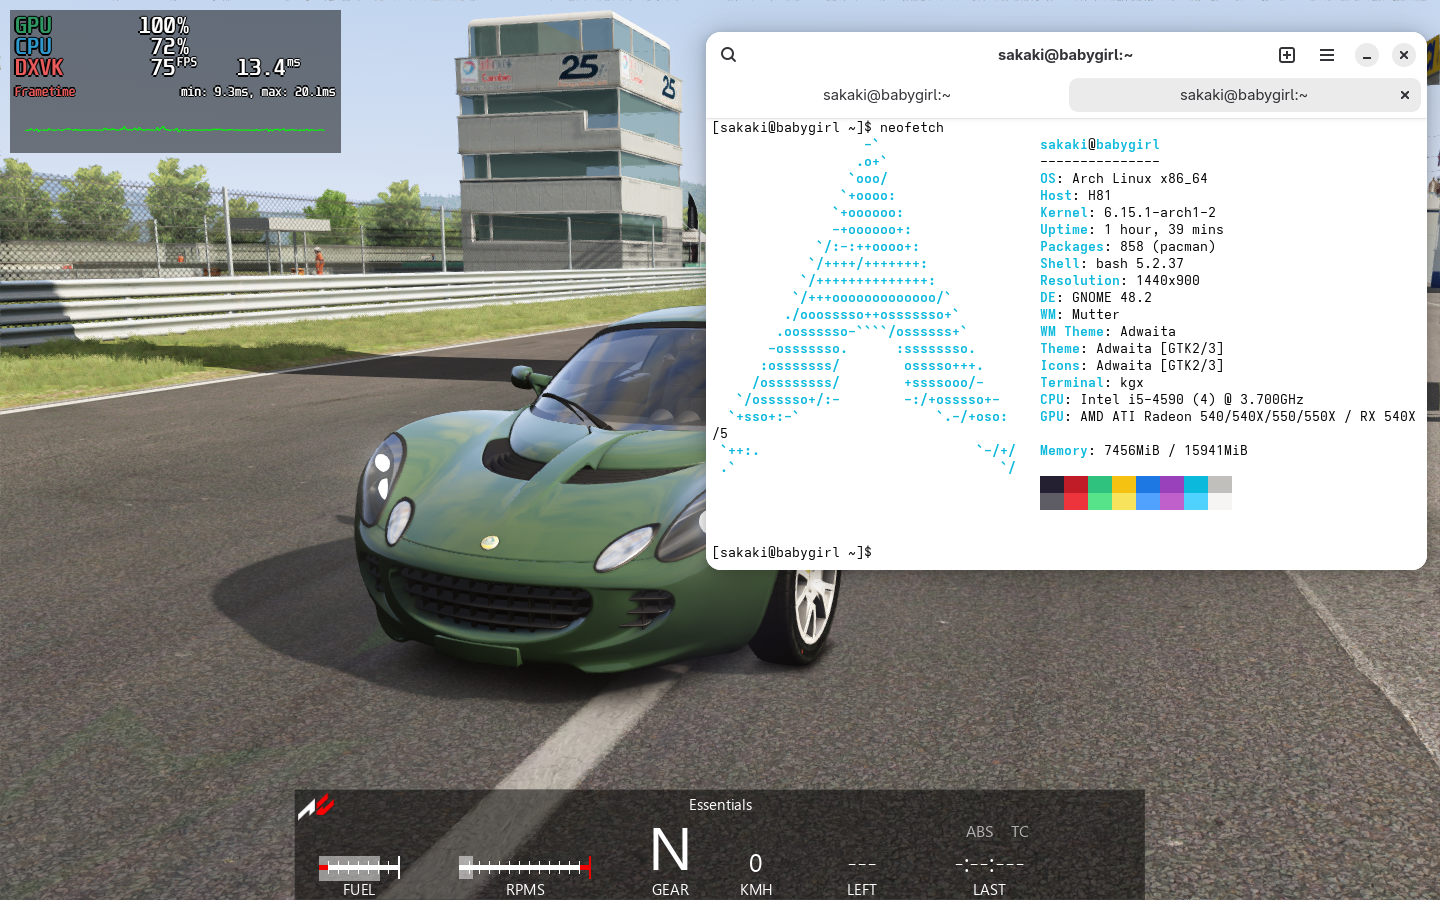 GPU 100%
CPU 72%
DXVK 75 FPS 13.4 ms
Frametime min: 9.3ms, max: 20.1ms
25
25
sakaki@babygirl:~
sakaki@babygirl:~
sakaki@babygirl:~
[sakaki@babygirl ~]$ neofetch
sakaki@babygirl
---------------
OS: Arch Linux x86_64
Host: H81
Kernel: 6.15.1-arch1-2
Uptime: 1 hour, 39 mins
Packages: 858 (pacman)
Shell: bash 5.2.37
Resolution: 1440x900
DE: GNOME 48.2
WM: Mutter
WM Theme: Adwaita
Theme: Adwaita [GTK2/3]
Icons: Adwaita [GTK2/3]
Terminal: kgx
CPU: Intel i5-4590 (4) @ 3.700GHz
GPU: AMD ATI Radeon 540/540X/550/550X / RX 540X
/5
Memory: 7456MiB / 15941MiB
[sakaki@babygirl ~]$
Essentials
ABS TC
N 0 --- -:--:---
FUEL RPMS GEAR KMH LEFT LAST